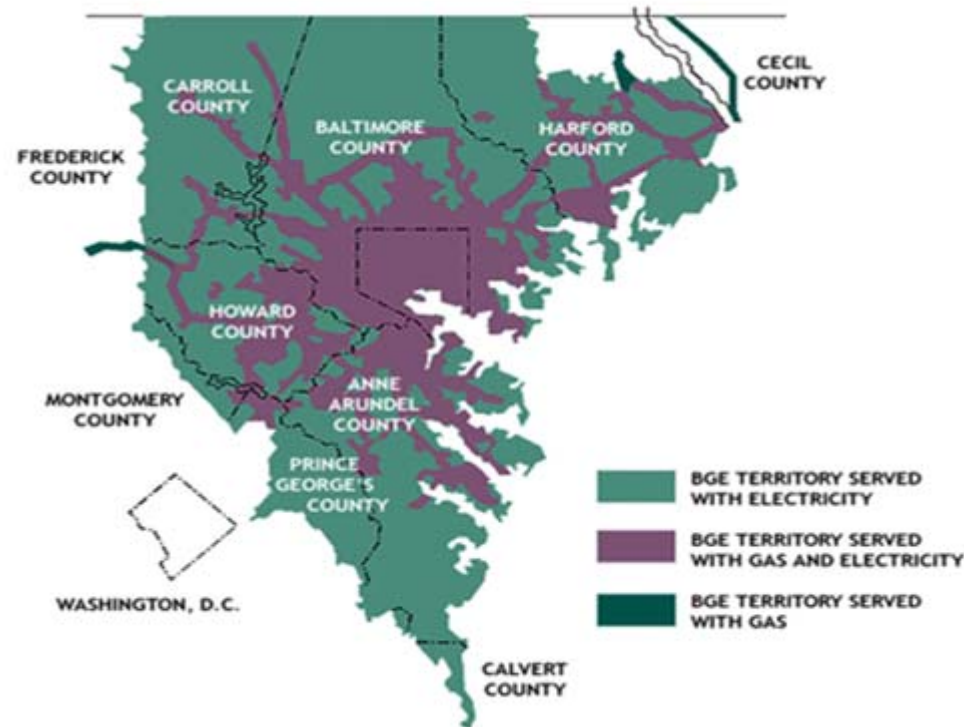 CECIL
COUNTY
CARROLL
COUNTY
BALTIMORE
COUNTY
HARFORD
COUNTY
FREDERICK
COUNTY
HOWARD
COUNTY
MONTGOMERY
COUNTY
ANNE
ARUNDEL
COUNTY
PRINCE
GEORGE'S
COUNTY
WASHINGTON, D.C.
CALVERT
COUNTY
BGE TERRITORY SERVED
WITH ELECTRICITY
BGE TERRITORY SERVED
WITH GAS AND ELECTRICITY
BGE TERRITORY SERVED
WITH GAS